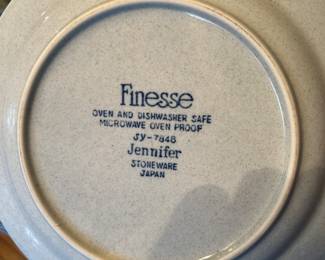 Finesse
OVEN AND DISHWASHER SAFE
MICROWAVE OVEN PROOF
JY-7848
Jennifer
STONEWARE
JAPAN